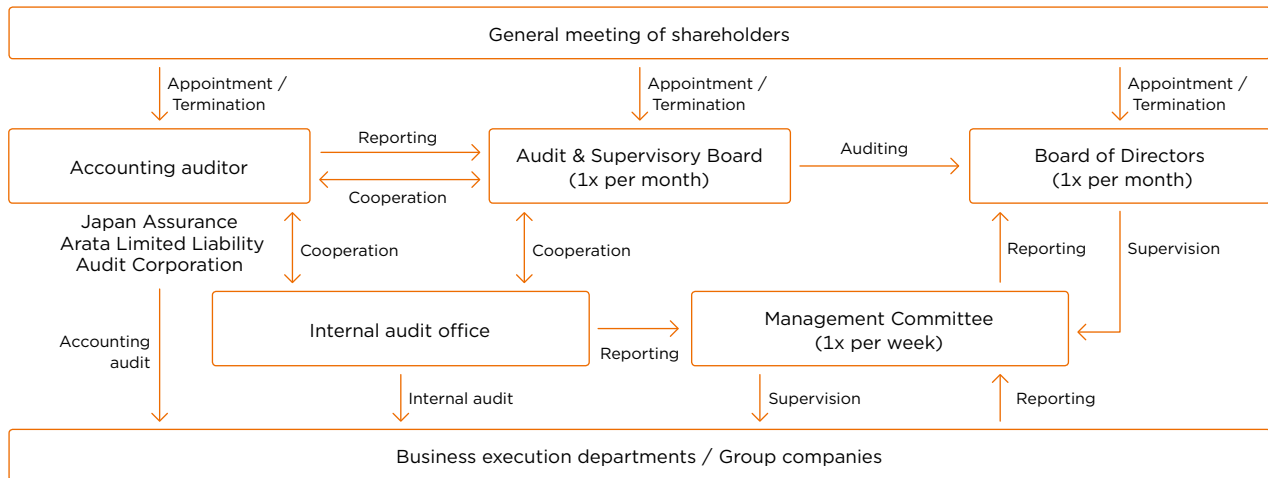 General meeting of shareholders
Appointment /
Termination
Appointment /
Termination
Appointment /
Termination
Accounting auditor
Reporting
Cooperation
Audit & Supervisory Board
(1x per month)
Auditing
Board of Directors
(1x per month)
Japan Assurance
Arata Limited Liability
Audit Corporation
Cooperation
Cooperation
Reporting
Supervision
Accounting
audit
Internal audit office
Reporting
Management Committee
(1x per week)
Internal audit
Supervision
Reporting
Business execution departments / Group companies